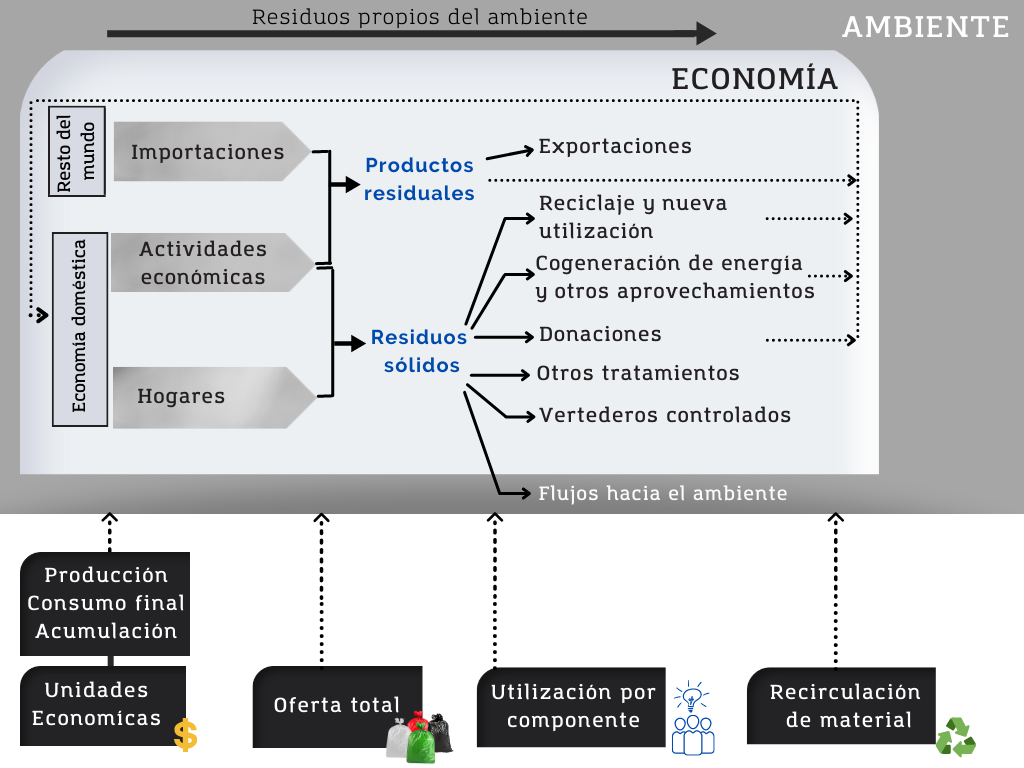 Residuos propios del ambiente
AMBIENTE
ECONOMÍA
Resto del
mundo
Importaciones
Productos
residuales
Exportaciones
Reciclaje y nueva
utilización
Actividades
económicas
Cogeneración de energía
y otros aprovechamientos
Economía doméstica
Residuos
sólidos
Donaciones
Otros tratamientos
Hogares
Vertederos controlados
Flujos hacia el ambiente
Producción
Consumo final
Acumulación
Unidades
Economicas
$
Oferta total
Utilización por
componente
Recirculación
de material